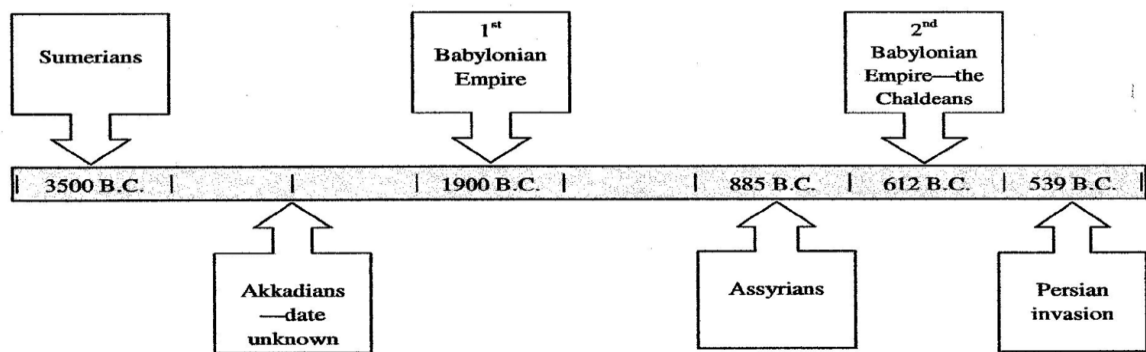 Sumerians
1st
Babylonian
Empire
2nd
Babylonian
Empire—the
Chaldeans
3500 B.C.
1900 B.C.
885 B.C.
612 B.C.
539 B.C.
Akkadians
—date
unknown
Assyrians
Persian
invasion